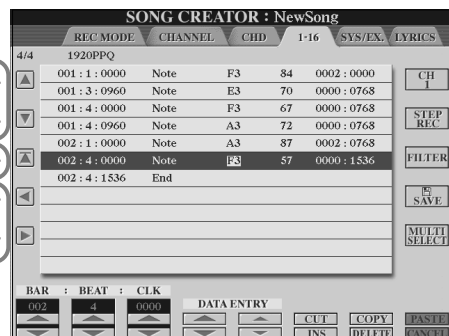 SONG CREATOR : NewSong
REC MODE CHANNEL CHD 1-16 SYS/EX. LYRICS
4/4 1920PPQ
001 : 1 : 0000 Note F3 84 0002 : 0000
001 : 3 : 0960 Note E3 70 0000 : 0768
001 : 4 : 0000 Note F3 67 0000 : 0768
001 : 4 : 0960 Note A3 72 0000 : 0768
002 : 1 : 0000 Note A3 87 0002 : 0768
002 : 4 : 0000 Note F3 57 0000 : 1536
002 : 4 : 1536 End
CH
1
STEP
REC
FILTER
SAVE
MULTI
SELECT
BAR : BEAT : CLK
002 4 0000
DATA ENTRY
CUT COPY PASTE
INS DELETE CANCEL